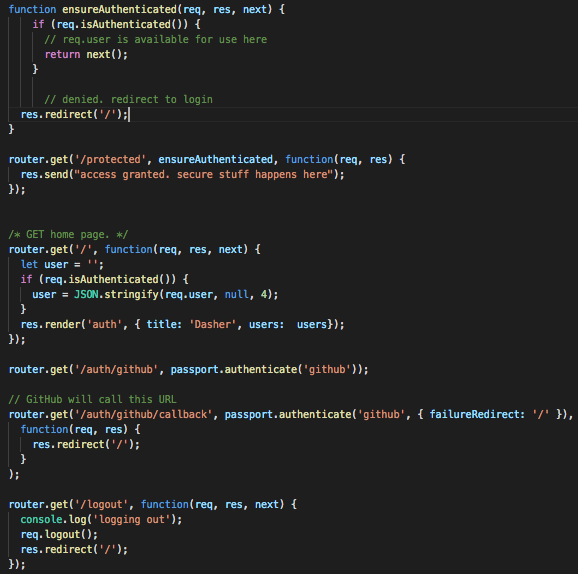 function ensureAuthenticated(req, res, next) {
    if (req.isAuthenticated()) {
      // req.user is available for use here
      return next();
    }

      // denied. redirect to login
  res.redirect('/');
}

router.get('/protected', ensureAuthenticated, function(req, res) {
  res.send("access granted. secure stuff happens here");
});


/* GET home page. */
router.get('/', function(req, res, next) {
  let user = '';
  if (req.isAuthenticated()) {
    user = JSON.stringify(req.user, null, 4);
  }
  res.render('auth', { title: 'Dasher', users:  users});
});

router.get('/auth/github', passport.authenticate('github'));

// GitHub will call this URL
router.get('/auth/github/callback', passport.authenticate('github', { failureRedirect: '/' }),
  function(req, res) {
    res.redirect('/');
  }
);

router.get('/logout', function(req, res, next) {
  console.log('logging out');
  req.logout();
  res.redirect('/');
});